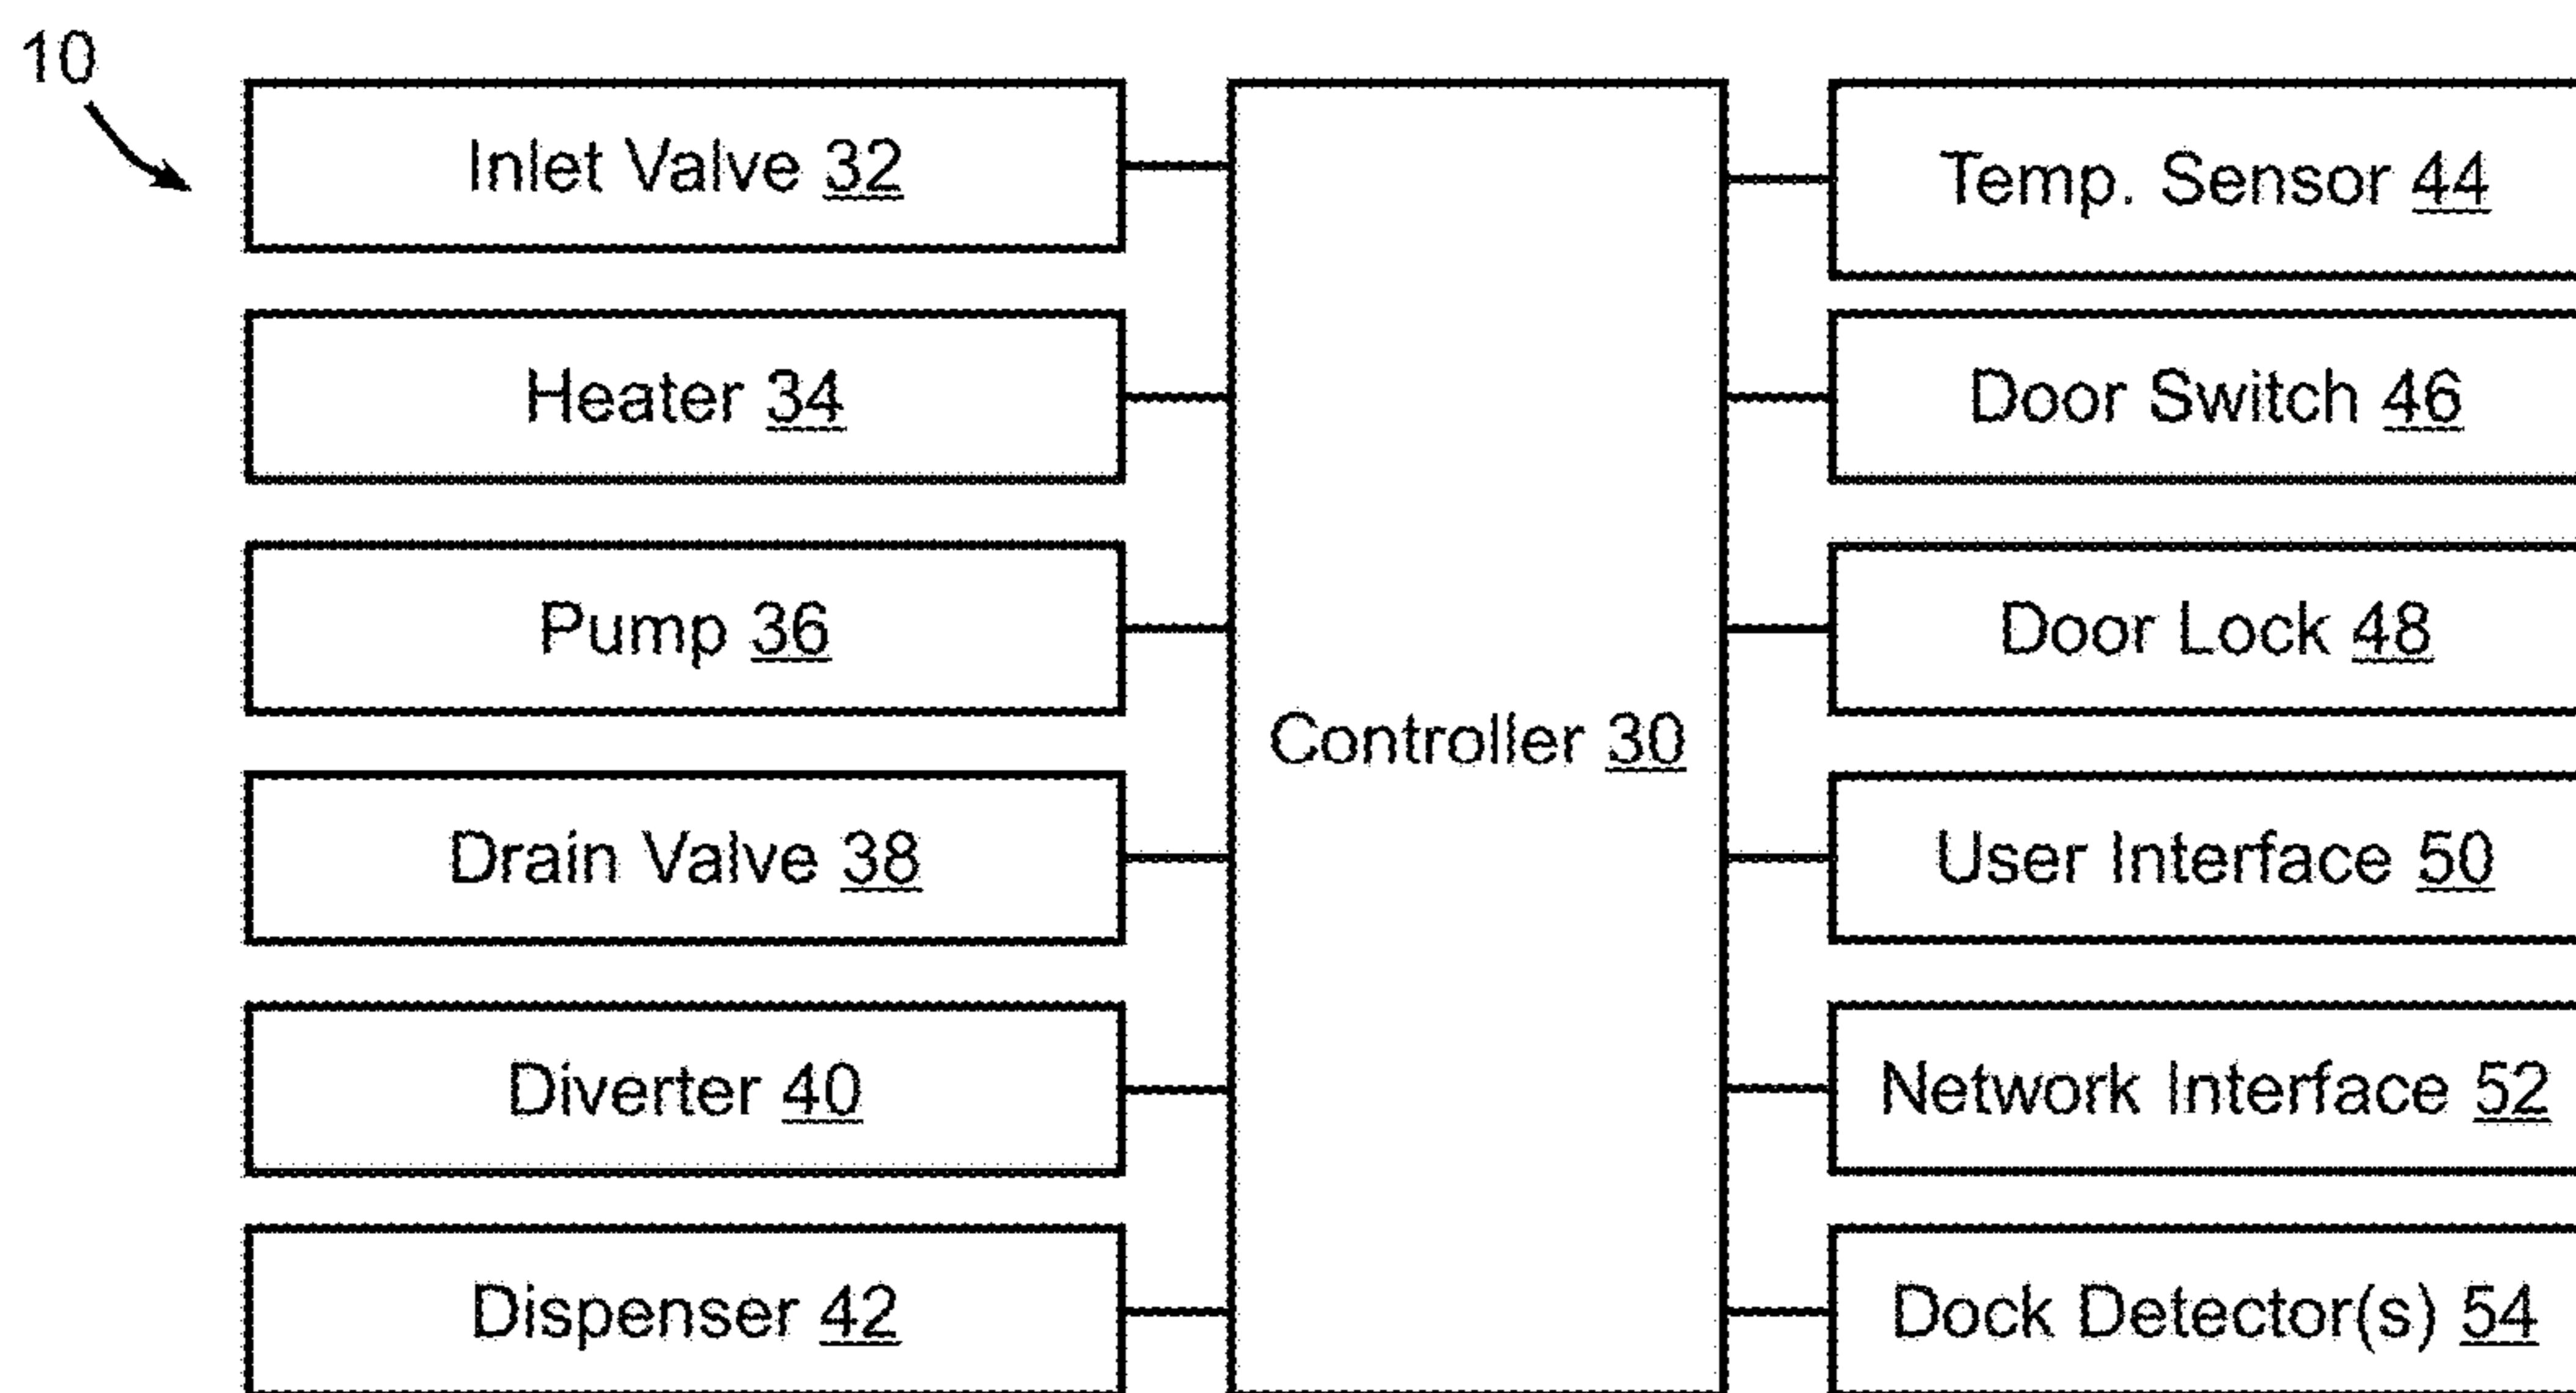 10
Inlet Valve 32
Heater 34
Pump 36
Drain Valve 38
Diverter 40
Dispenser 42
Controller 30
Temp. Sensor 44
Door Switch 46
Door Lock 48
User Interface 50
Network Interface 52
Dock Detector(s) 54